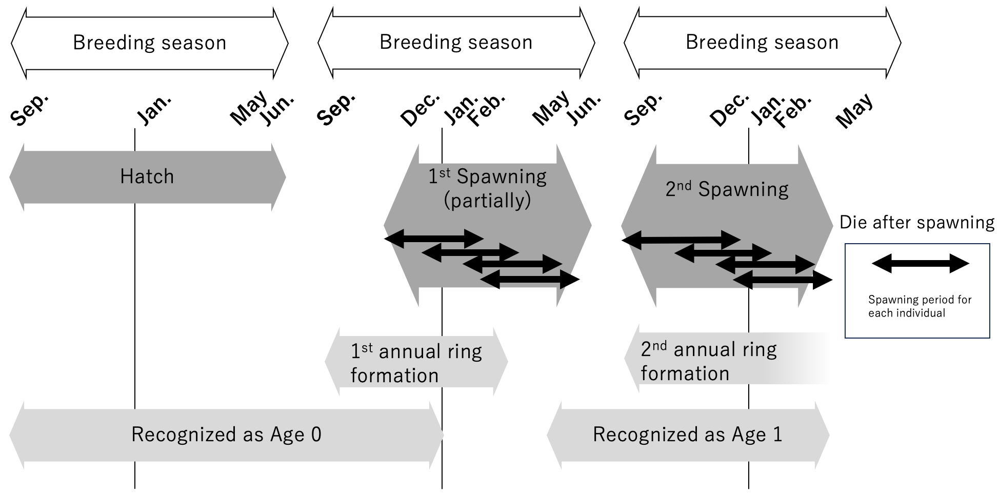 Breeding season
Breeding season
Breeding season
Sep.
Jan.
May
Jun.
Sep.
Dec.
Jan.
Feb.
May
Jun.
Sep.
Dec.
Jan.
Feb.
May
Hatch
1st Spawning
(partially)
2nd Spawning
Die after spawning
Spawning period for
each individual
1st annual ring
formation
2nd annual ring
formation
Recognized as Age 0
Recognized as Age 1